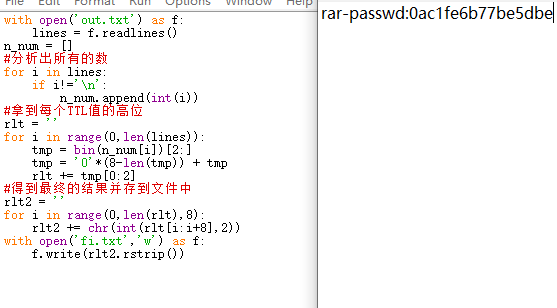 Format Run Options Window Help
with open('out.txt') as f:
    lines = f.readlines()
n_num = []
#分析出所有的数
for i in lines:
    if i!='\n':
        n_num.append(int(i))
#拿到每个TTL值的高位
rlt = ''
for i in range(0,len(lines)):
    tmp = bin(n_num[i])[2:]
    tmp = '0'*(8-len(tmp)) + tmp
    rlt += tmp[0:2]
#得到最终的结果并存到文件中
rlt2 = ''
for i in range(0,len(rlt),8):
    rlt2 += chr(int(rlt[i:i+8],2))
with open('fi.txt','w') as f:
    f.write(rlt2.rstrip())
rar-passwd:0ac1fe6b77be5dbe